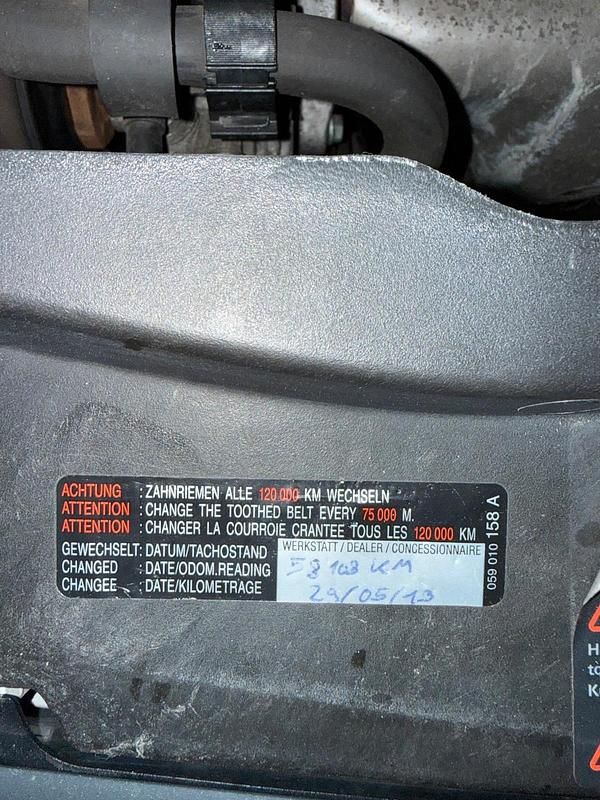 ACHTUNG : ZAHNRIEMEN ALLE 120 000 KM WECHSELN
ATTENTION : CHANGE THE TOOTHED BELT EVERY 75 000 M.
ATTENTION : CHANGER LA COURROIE CRANTEE TOUS LES 120 000 KM
GEWECHSELT: DATUM/TACHOSTAND
CHANGED : DATE/ODOM.READING
CHANGEE : DATE/KILOMETRAGE
WERKSTATT / DEALER / CONCESSIONNAIRE
108 KM
29/05/13
059 010 158 A